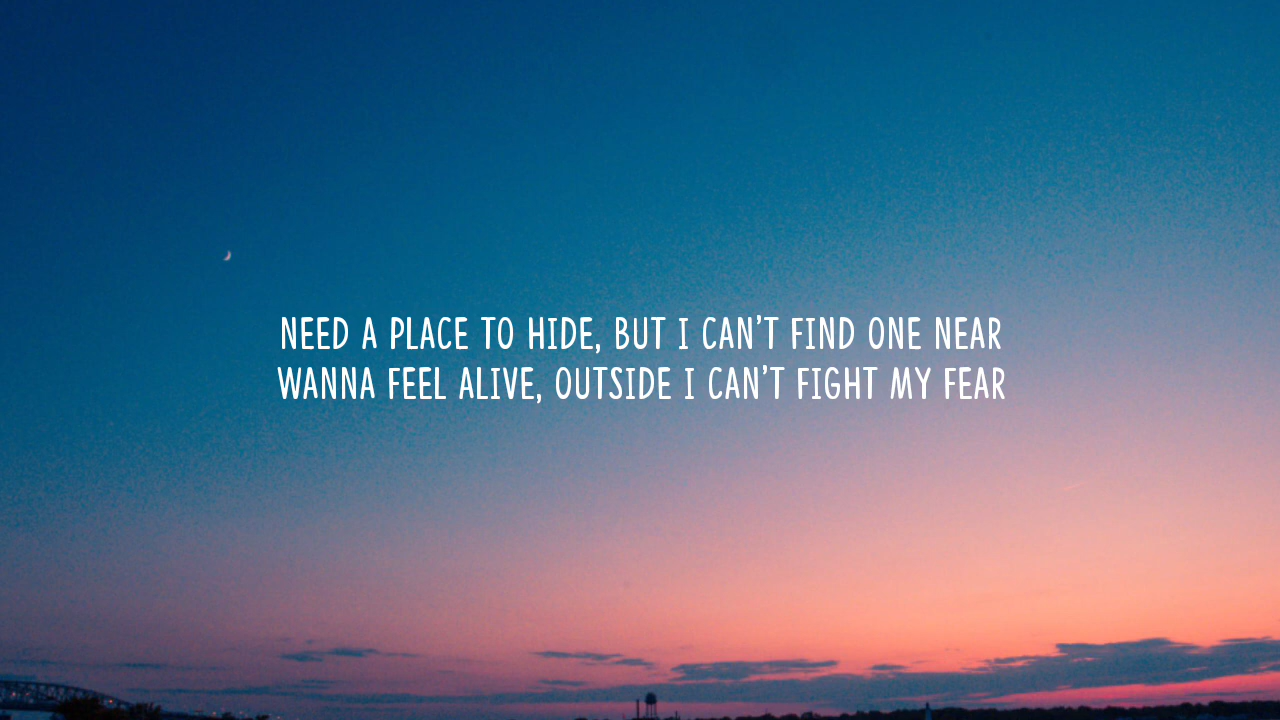 NEED A PLACE TO HIDE, BUT I CAN'T FIND ONE NEAR
WANNA FEEL ALIVE, OUTSIDE I CAN'T FIGHT MY FEAR